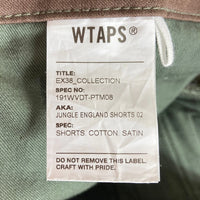 WTAPS®
TITLE:
EX38_COLLECTION
SPEC NO:
191WVDT-PTM08
AKA:
JUNGLE ENGLAND SHORTS 02
SPEC:
SHORTS. COTTON. SATIN
DO NOT REMOVE THIS LABEL.
CRAFT WITH PRIDE.